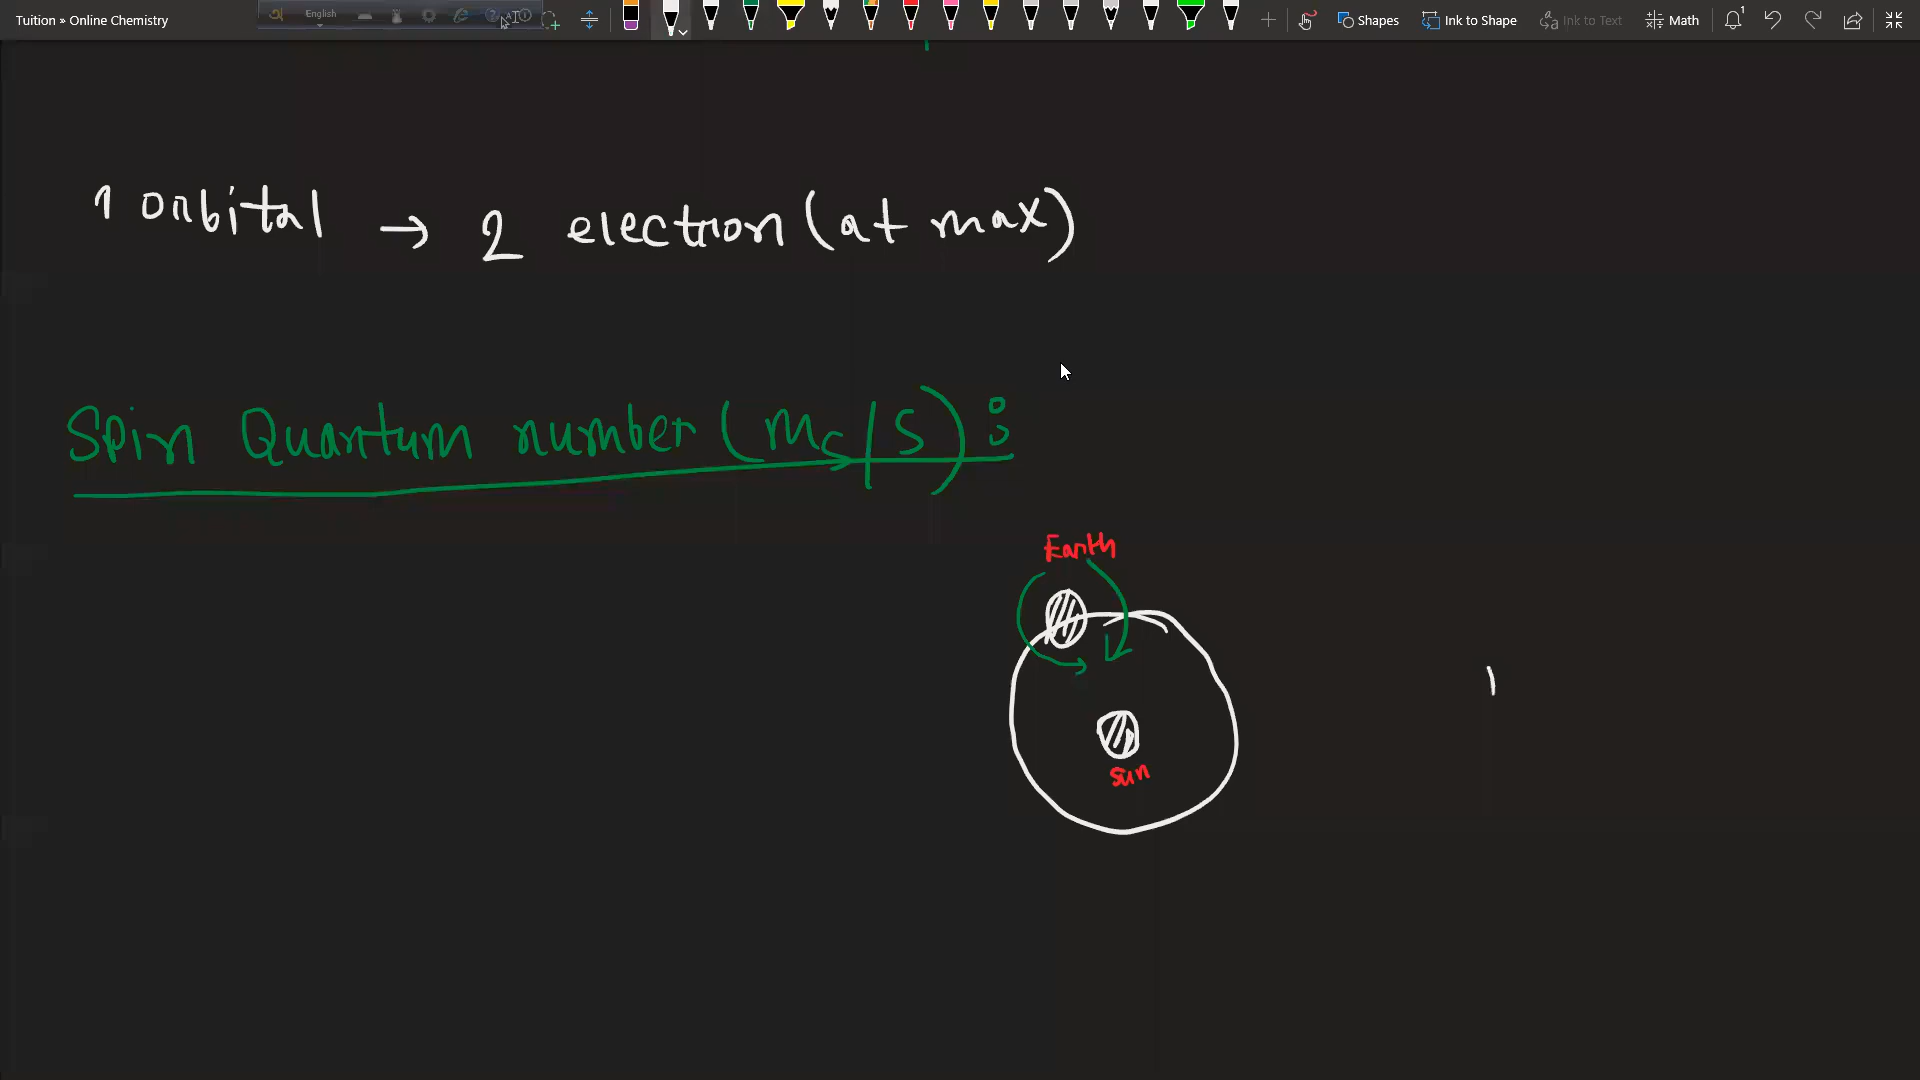 Tuition » Online Chemistry
English
Shapes
Ink to Shape
Ink to Text
Math
1
1 orbital → 2 electron (at max)
Spin Quantum number (ms/s) :
Earth
sun